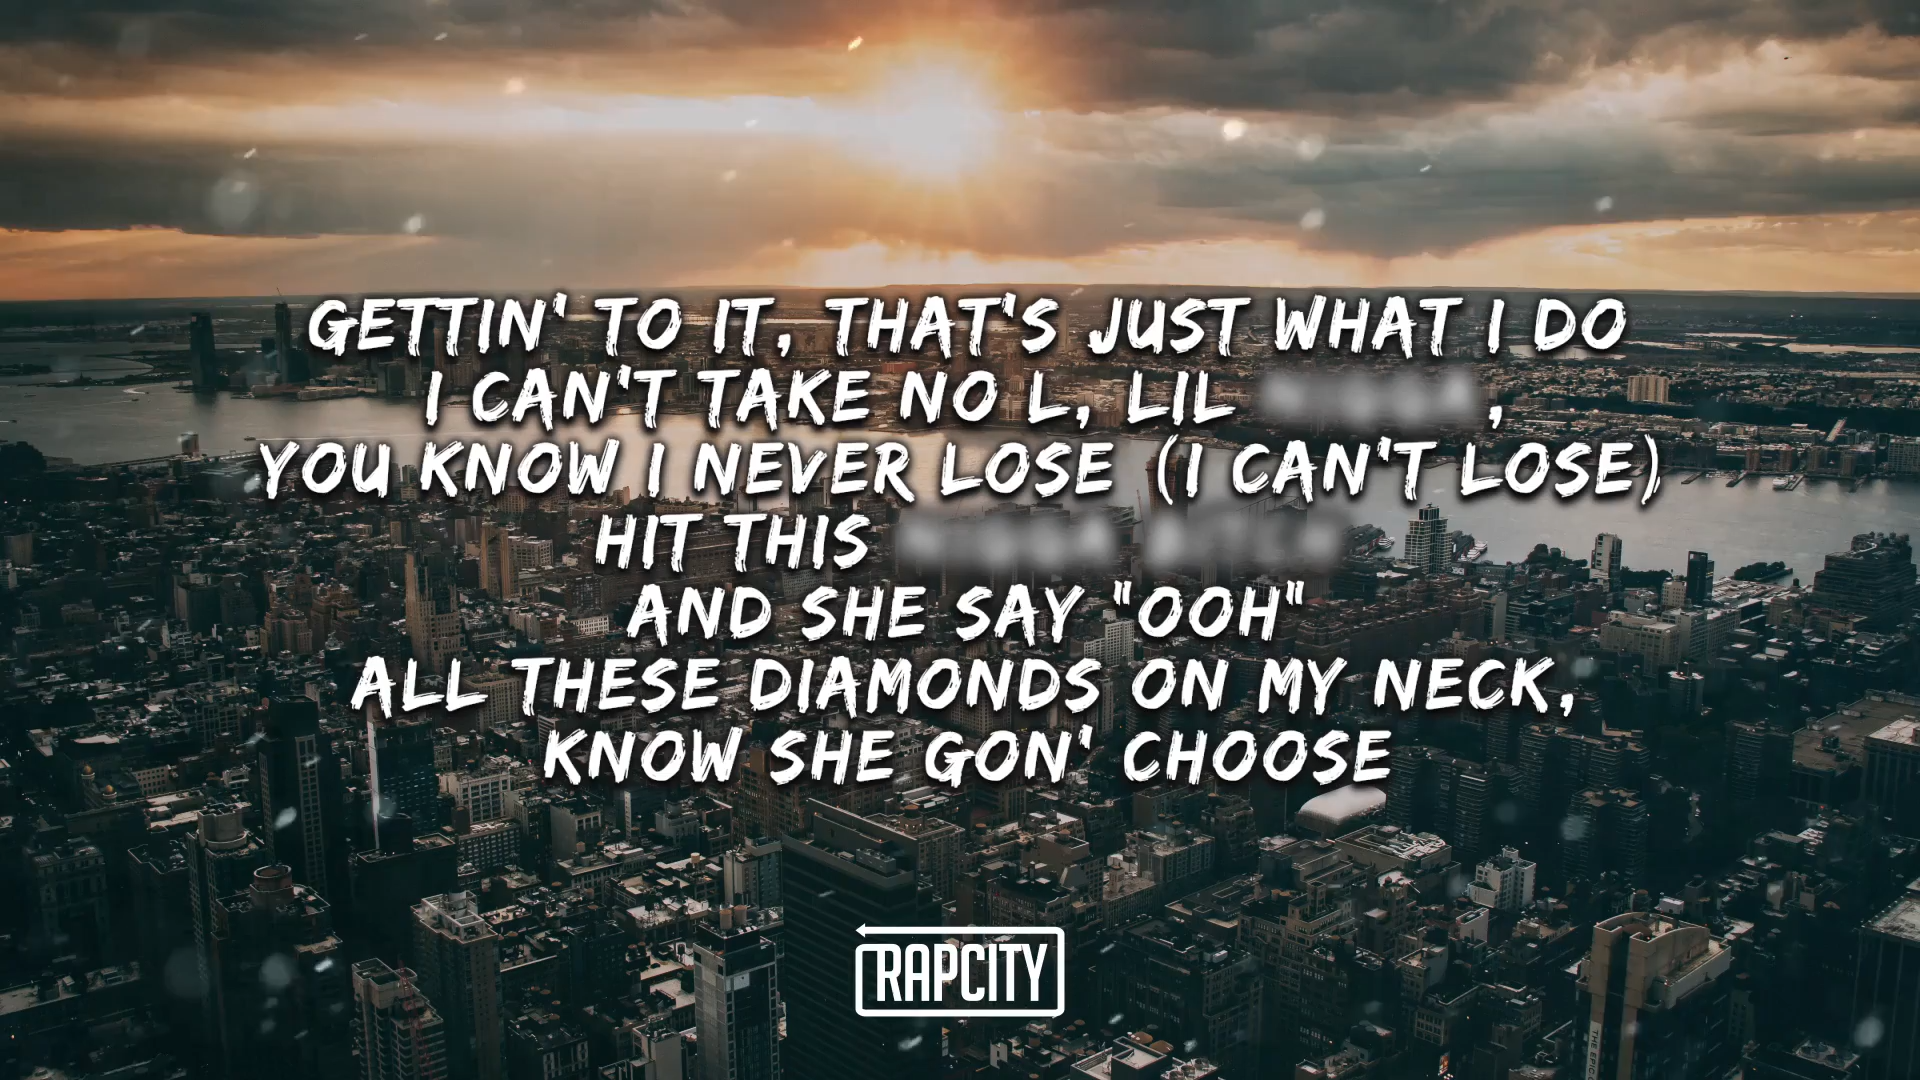 GETTIN' TO IT, THAT'S JUST WHAT I DO
I CAN'T TAKE NO L, LIL ,
YOU KNOW I NEVER LOSE (I CAN'T LOSE)
HIT THIS
AND SHE SAY "OOH"
ALL THESE DIAMONDS ON MY NECK,
KNOW SHE GON' CHOOSE
RAPCITY